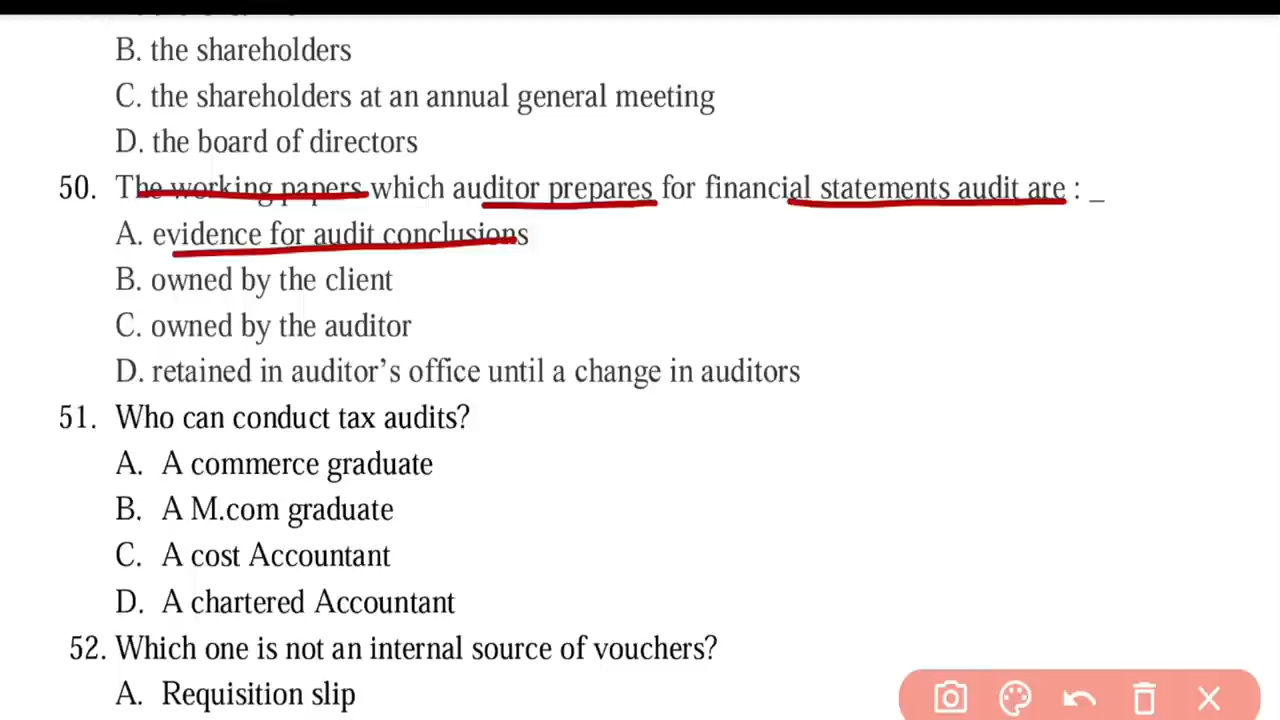 B. the shareholders
C. the shareholders at an annual general meeting
D. the board of directors
50. The working papers which auditor prepares for financial statements audit are : _
A. evidence for audit conclusions
B. owned by the client
C. owned by the auditor
D. retained in auditor’s office until a change in auditors
51. Who can conduct tax audits?
A. A commerce graduate
B. A M.com graduate
C. A cost Accountant
D. A chartered Accountant
52. Which one is not an internal source of vouchers?
A. Requisition slip